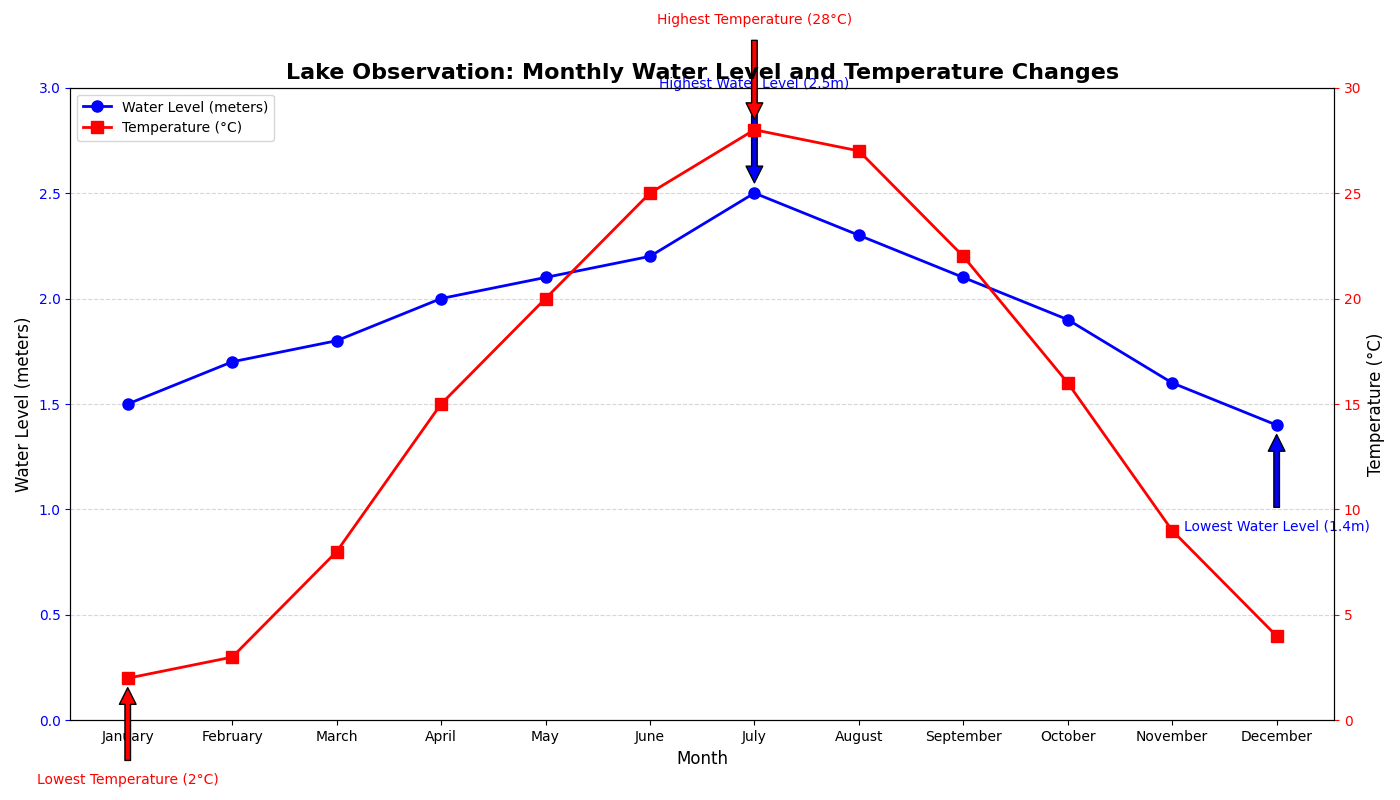 Highest Temperature (28°C)
Lake Observation: Monthly Water Level and Temperature Changes
Highest Water Level (2.5m)
Water Level (meters)
Temperature (°C)
3.0
2.5
2.0
1.5
1.0
0.5
0.0
Water Level (meters)
30
25
20
15
10
5
0
Temperature (°C)
Lowest Water Level (1.4m)
January February March April May June July August September October November December
Month
Lowest Temperature (2°C)